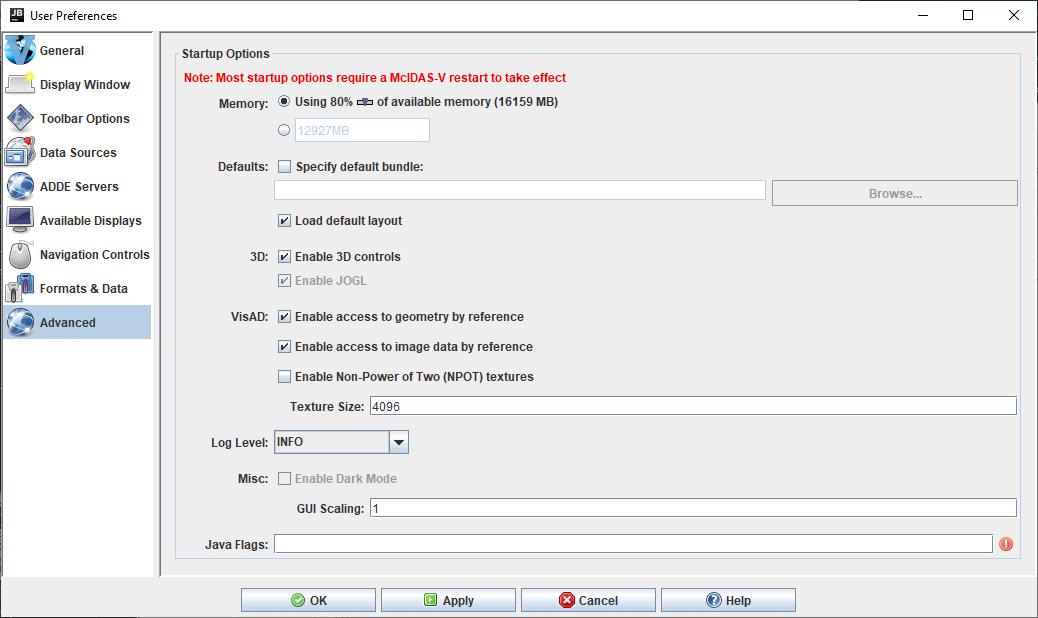 JB
User Preferences
General
Display Window
Toolbar Options
Data Sources
ADDE Servers
Available Displays
Navigation Controls
Formats & Data
Advanced
Startup Options
Note: Most startup options require a McIDAS-V restart to take effect
Memory: Using 80% of available memory (16159 MB)
12927MB
Defaults: Specify default bundle:
Browse...
Load default layout
3D: Enable 3D controls
Enable JOGL
VisAD: Enable access to geometry by reference
Enable access to image data by reference
Enable Non-Power of Two (NPOT) textures
Texture Size: 4096
Log Level: INFO
Misc: Enable Dark Mode
GUI Scaling: 1
Java Flags:
OK Apply Cancel Help